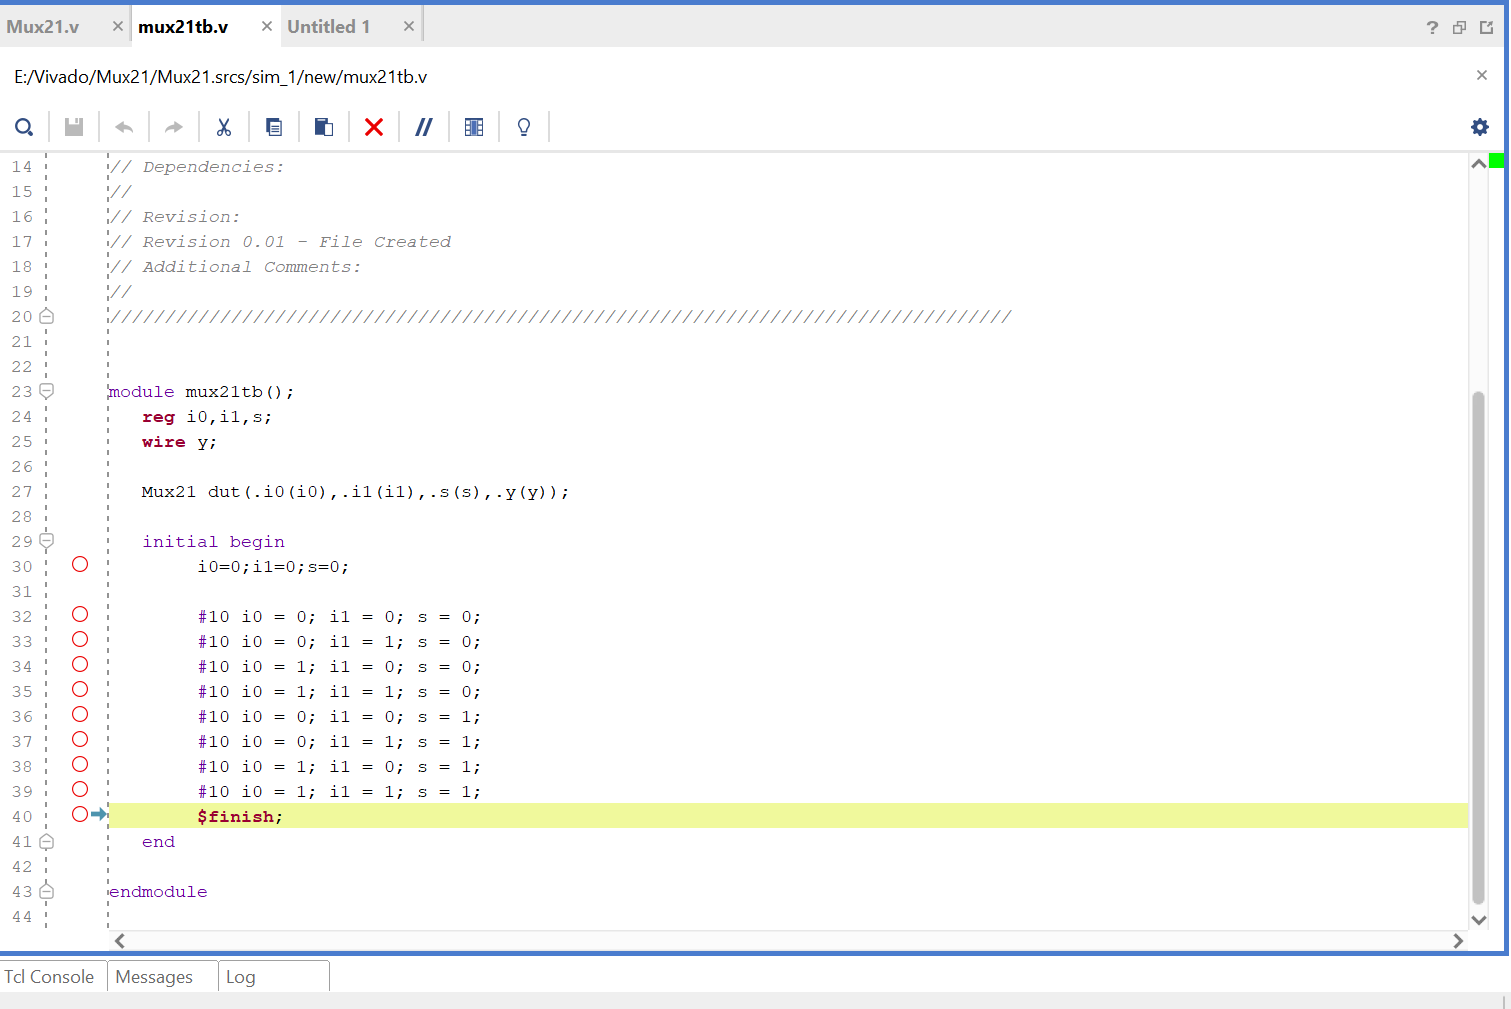 Mux21.v × mux21tb.v × Untitled 1 × ?
E:/Vivado/Mux21/Mux21.srcs/sim_1/new/mux21tb.v
14 // Dependencies:
15 //
16 // Revision:
17 // Revision 0.01 - File Created
18 // Additional Comments:
19 //
20 //////////////////////////////////////////////////////////////////////////////////
21
22
23 module mux21tb();
24 reg i0,i1,s;
25 wire y;
26
27 Mux21 dut(.i0(i0),.i1(i1),.s(s),.y(y));
28
29 initial begin
30 i0=0;i1=0;s=0;
31
32 #10 i0 = 0; i1 = 0; s = 0;
33 #10 i0 = 0; i1 = 1; s = 0;
34 #10 i0 = 1; i1 = 0; s = 0;
35 #10 i0 = 1; i1 = 1; s = 0;
36 #10 i0 = 0; i1 = 0; s = 1;
37 #10 i0 = 0; i1 = 1; s = 1;
38 #10 i0 = 1; i1 = 0; s = 1;
39 #10 i0 = 1; i1 = 1; s = 1;
40 $finish;
41 end
42
43 endmodule
44
Tcl Console Messages Log